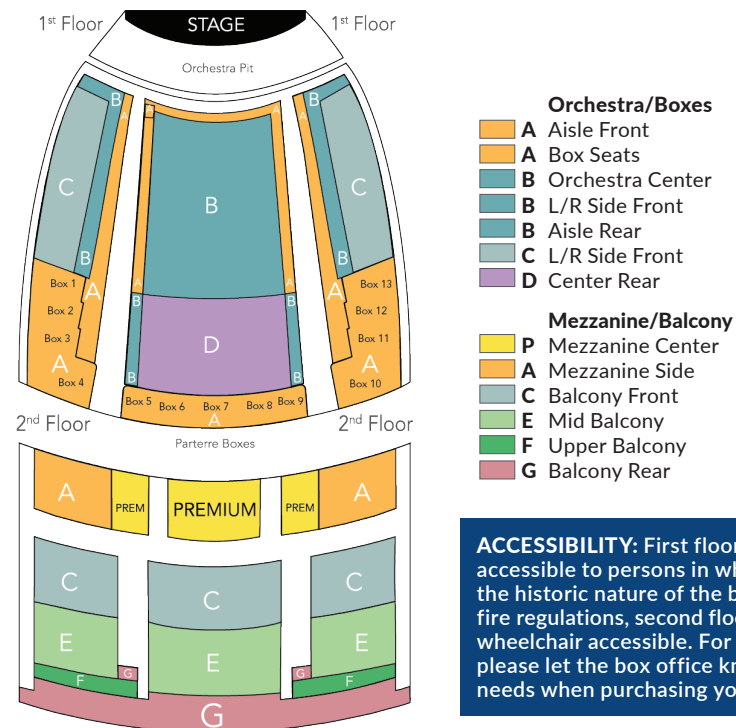 1st Floor
STAGE
1st Floor
Orchestra Pit
B
A
A
A
A
B
C
B
C
B
B
A
A
Box 1
Box 13
A
A
Box 2
Box 12
B
B
Box 3
Box 11
D
A
A
Box 4
Box 10
B
B
Box 5 Box 6 Box 7 Box 8 Box 9
A
2nd Floor
2nd Floor
Parterre Boxes
A
PREM
PREMIUM
PREM
A
C
C
C
E
E
E
G
G
F
F
G
Orchestra/Boxes
A Aisle Front
A Box Seats
B Orchestra Center
B L/R Side Front
B Aisle Rear
C L/R Side Front
D Center Rear
Mezzanine/Balcony
P Mezzanine Center
A Mezzanine Side
C Balcony Front
E Mid Balcony
F Upper Balcony
G Balcony Rear
ACCESSIBILITY: First floor
accessible to persons in
the historic nature of the
fire regulations, second
wheelchair accessible. For
please let the box office
needs when purchasing